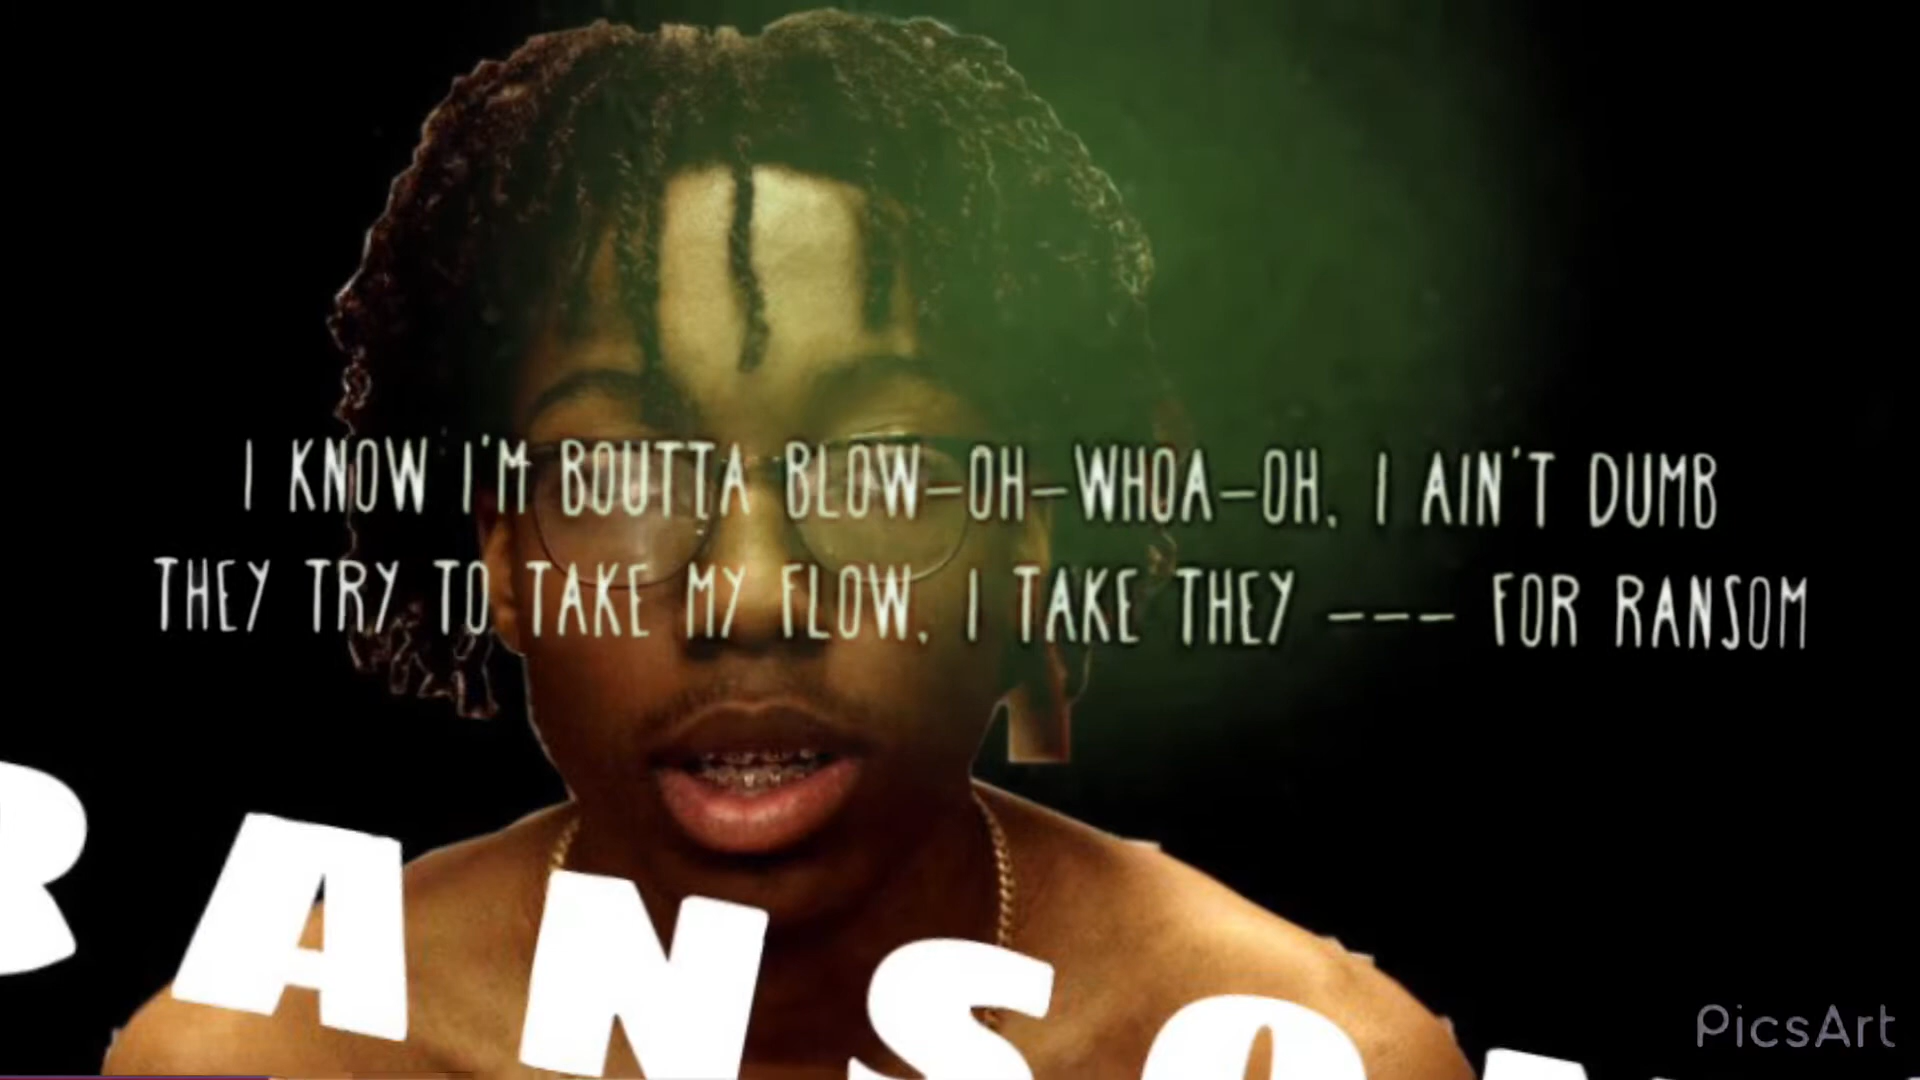 I KNOW I'M BOUTTA BLOW-OH-WHOA-OH, I AIN'T DUMB
THEY TRY TO TAKE MY FLOW, I TAKE THEY --- FOR RANSOM
RANSOM
PicsArt